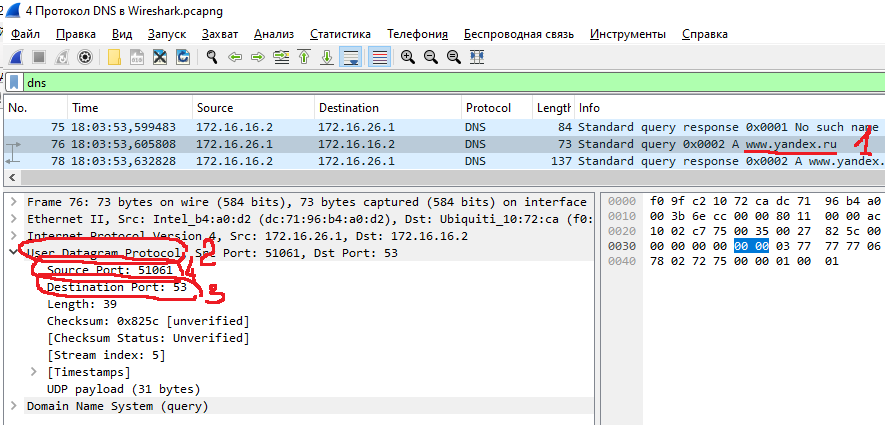 4 Протокол DNS в Wireshark.pcapng
Файл Правка Вид Запуск Захват Анализ Статистика Телефония Беспроводная связь Инструменты Справка
dns
No. Time Source Destination Protocol Length Info
75 18:03:53,599483 172.16.16.2 172.16.26.1 DNS 84 Standard query response 0x0001 No such name
76 18:03:53,605808 172.16.26.1 172.16.16.2 DNS 73 Standard query 0x0002 A www.yandex.ru 1
78 18:03:53,632828 172.16.16.2 172.16.26.1 DNS 137 Standard query response 0x0002 A www.yandex.
Frame 76: 73 bytes on wire (584 bits), 73 bytes captured (584 bits) on interface
Ethernet II, Src: Intel_b4:a0:d2 (dc:71:96:b4:a0:d2), Dst: Ubiquiti_10:72:ca (f0:
Internet Protocol Version 4, Src: 172.16.26.1, Dst: 172.16.16.2
User Datagram Protocol, Src Port: 51061, Dst Port: 53 2
Source Port: 51061 4
Destination Port: 53 3
Length: 39
Checksum: 0x825c [unverified]
[Checksum Status: Unverified]
[Stream index: 5]
[Timestamps]
UDP payload (31 bytes)
Domain Name System (query)
0000 f0 9f c2 10 72 ca dc 71 96 b4 a0
0010 00 3b 6e cc 00 00 80 11 00 00 ac
0020 10 02 c7 75 00 35 00 27 82 5c 00
0030 00 00 00 00 00 00 03 77 77 77 06
0040 78 02 72 75 00 00 01 00 01